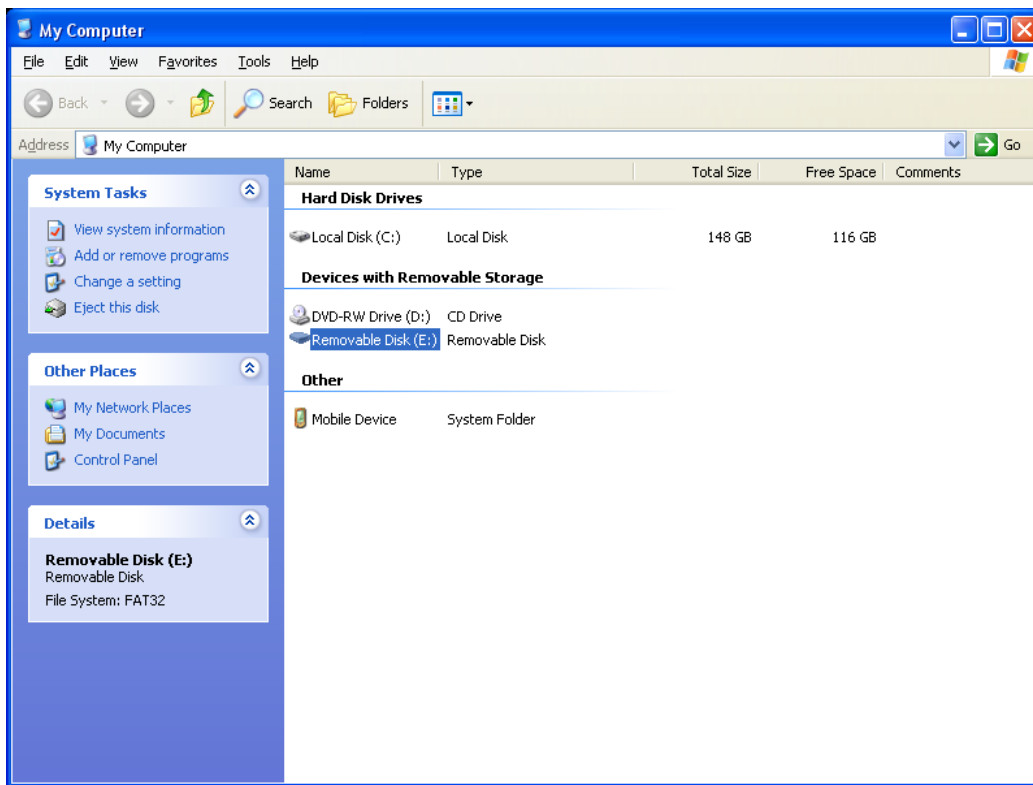 My Computer
File Edit View Favorites Tools Help
Back Search Folders
Address My Computer Go
System Tasks
View system information
Add or remove programs
Change a setting
Eject this disk
Other Places
My Network Places
My Documents
Control Panel
Details
Removable Disk (E:)
Removable Disk
File System: FAT32
Name Type Total Size Free Space Comments
Hard Disk Drives
Local Disk (C:) Local Disk 148 GB 116 GB
Devices with Removable Storage
DVD-RW Drive (D:) CD Drive
Removable Disk (E:) Removable Disk
Other
Mobile Device System Folder